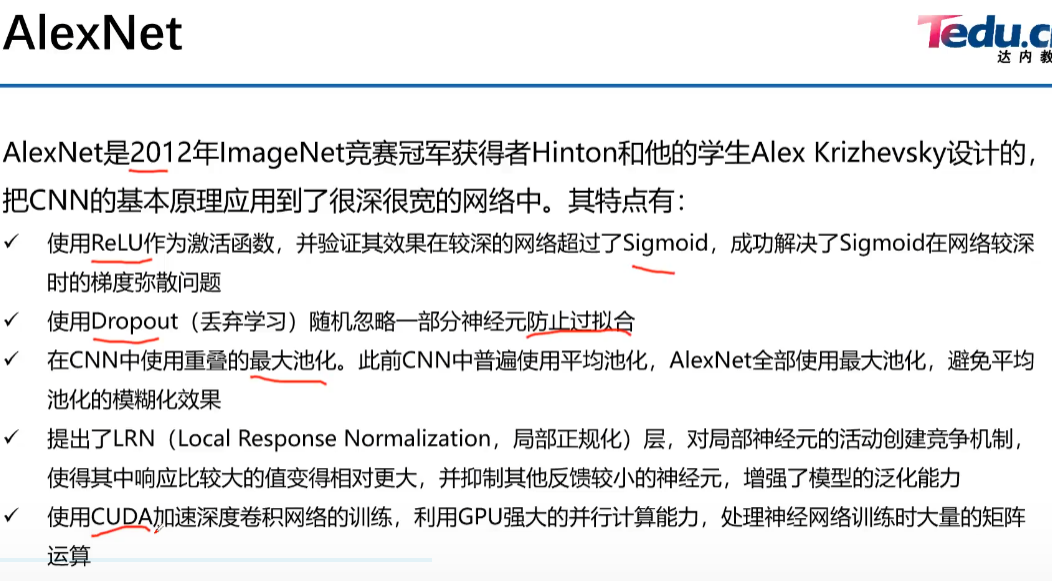 AlexNet
Tedu.c
达内教
AlexNet是2012年ImageNet竞赛冠军获得者Hinton和他的学生Alex Krizhevsky设计的，
把CNN的基本原理应用到了很深很宽的网络中。其特点有：
✓ 使用ReLU作为激活函数，并验证其效果在较深的网络超过了Sigmoid，成功解决了Sigmoid在网络较深
时的梯度弥散问题
✓ 使用Dropout（丢弃学习）随机忽略一部分神经元防止过拟合
✓ 在CNN中使用重叠的最大池化。此前CNN中普遍使用平均池化，AlexNet全部使用最大池化，避免平均
池化的模糊化效果
✓ 提出了LRN（Local Response Normalization，局部正规化）层，对局部神经元的活动创建竞争机制，
使得其中响应比较大的值变得相对更大，并抑制其他反馈较小的神经元，增强了模型的泛化能力
✓ 使用CUDA加速深度卷积网络的训练，利用GPU强大的并行计算能力，处理神经网络训练时大量的矩阵
运算